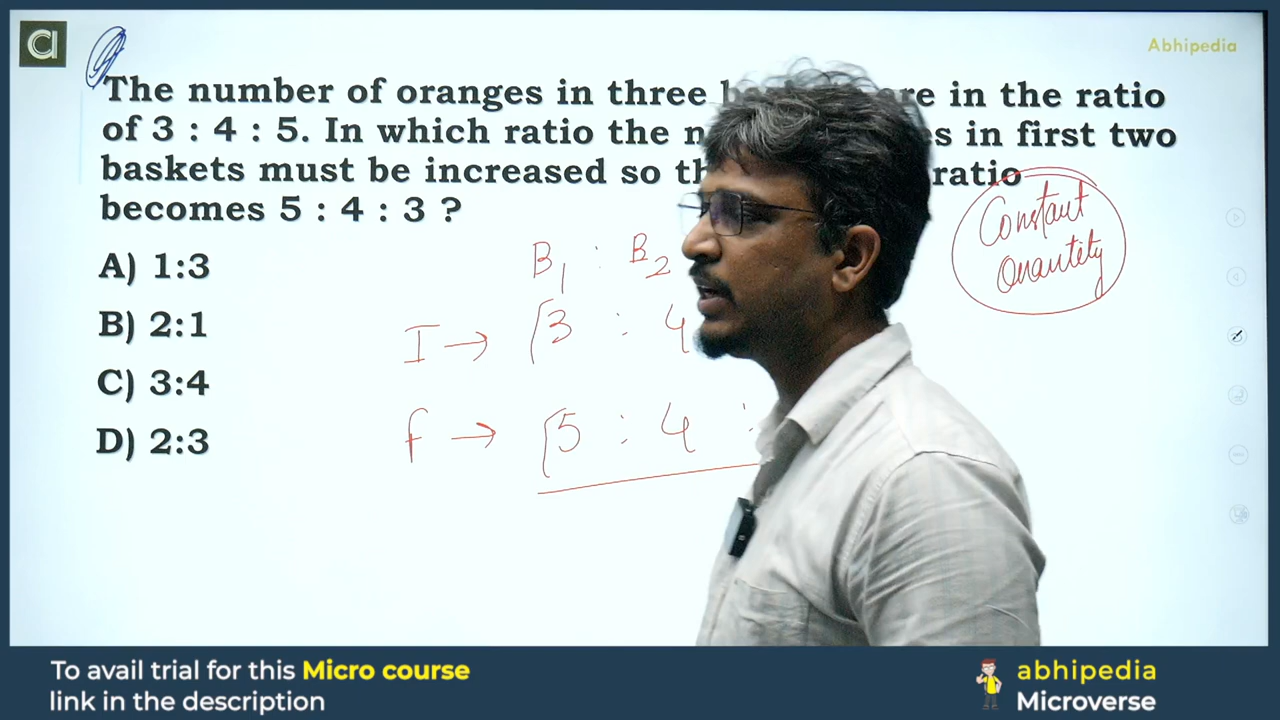 Abhipedia
The number of oranges in three re in the ratio
of 3 : 4 : 5. In which ratio the in first two
baskets must be increased so ratio
becomes 5 : 4 : 3 ?
Constant
Quantity
A) 1:3
B) 2:1
C) 3:4
D) 2:3
B1 : B2
I → 3 : 4
f → 5 : 4 :
To avail trial for this Micro course
link in the description
abhipedia
Microverse